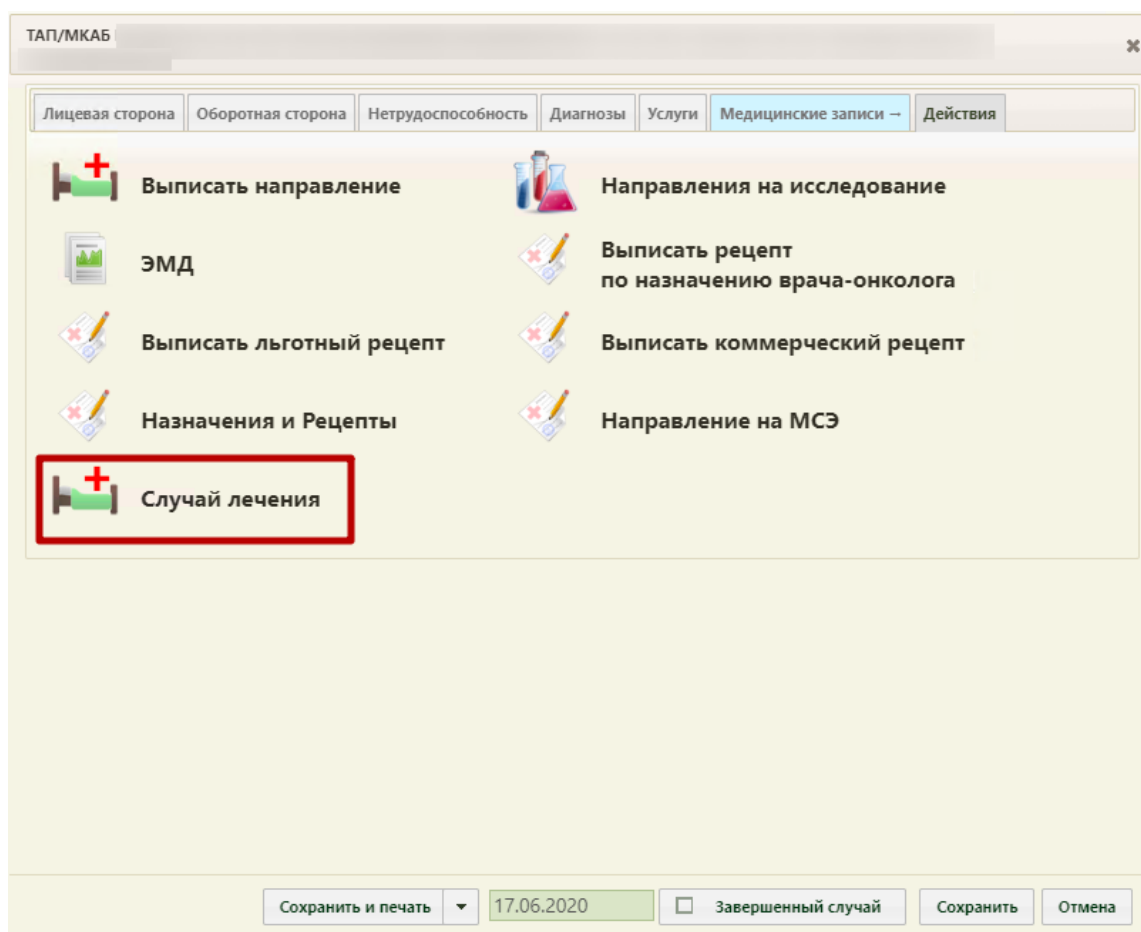 ТАП/МКАБ
Лицевая сторона Оборотная сторона Нетрудоспособность Диагнозы Услуги Медицинские записи → Действия
Выписать направление
Направления на исследование
ЭМД
Выписать рецепт
по назначению врача-онколога
Выписать льготный рецепт
Выписать коммерческий рецепт
Назначения и Рецепты
Направление на МСЭ
Случай лечения
Сохранить и печать 17.06.2020 Завершенный случай Сохранить Отмена